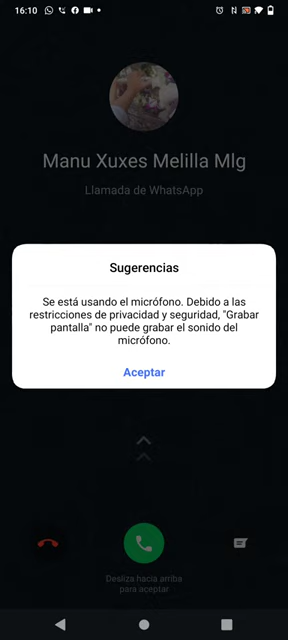 16:10
Manu Xuxes Melilla Mlg
Llamada de WhatsApp
Sugerencias
Se está usando el micrófono. Debido a las
restricciones de privacidad y seguridad, "Grabar
pantalla" no puede grabar el sonido del
micrófono.
Aceptar
Desliza hacia arriba
para aceptar